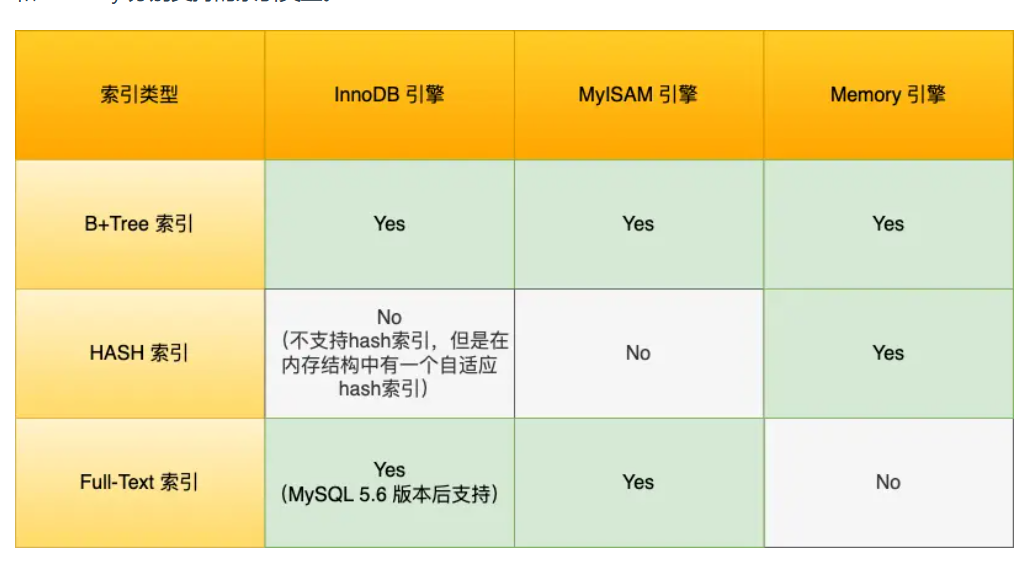 索引类型
InnoDB 引擎
MyISAM 引擎
Memory 引擎
B+Tree 索引
Yes
Yes
Yes
HASH 索引
No
（不支持hash索引，但是在
内存结构中有一个自适应
hash索引）
No
Yes
Full-Text 索引
Yes
（MySQL 5.6 版本后支持）
Yes
No